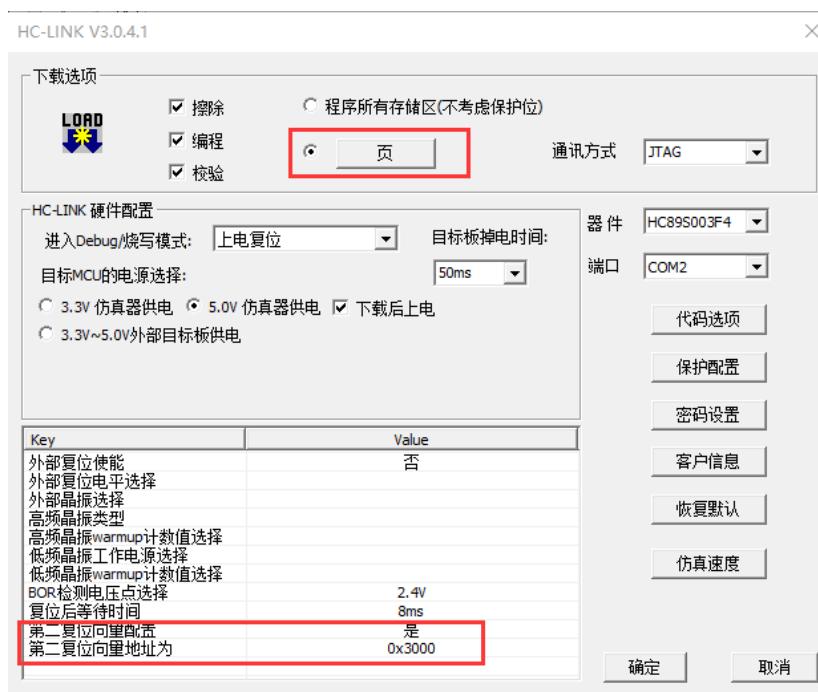 HC-LINK V3.0.4.1
下载选项
LOAD
擦除
程序所有存储区(不考虑保护位)
编程
页
通讯方式
JTAG
校验
HC-LINK 硬件配置
进入Debug/烧写模式:
上电复位
目标板掉电时间:
器件
HC89S003F4
目标MCU的电源选择:
50ms
端口
COM2
3.3V 仿真器供电
5.0V 仿真器供电
下载后上电
3.3V~5.0V外部目标板供电
代码选项
保护配置
密码设置
客户信息
恢复默认
仿真速度
Key Value
外部复位使能 否
外部复位电平选择
外部晶振选择
高频晶振类型
高频晶振warmup计数值选择
低频晶振工作电源选择
低频晶振warmup计数值选择
BOR检测电压点选择 2.4V
复位后等待时间 8ms
第二复位向量配置 是
第二复位向量地址为 0x3000
确定
取消